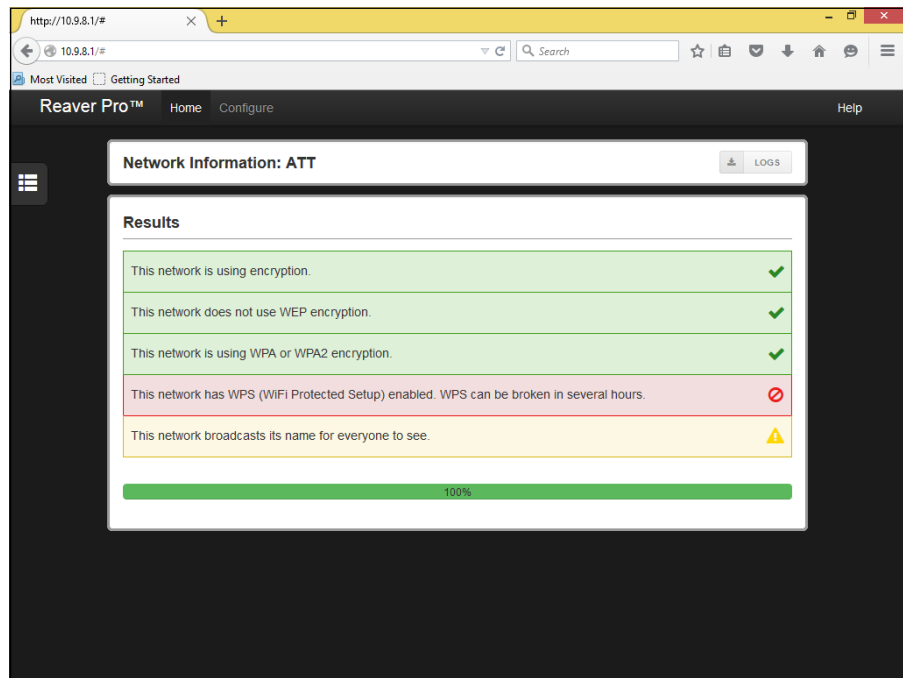 http://10.9.8.1/#
10.9.8.1/#
Search
Most Visited Getting Started
Reaver Pro™ Home Configure Help
Network Information: ATT LOGS
Results
This network is using encryption.
This network does not use WEP encryption.
This network is using WPA or WPA2 encryption.
This network has WPS (WiFi Protected Setup) enabled. WPS can be broken in several hours.
This network broadcasts its name for everyone to see.
100%